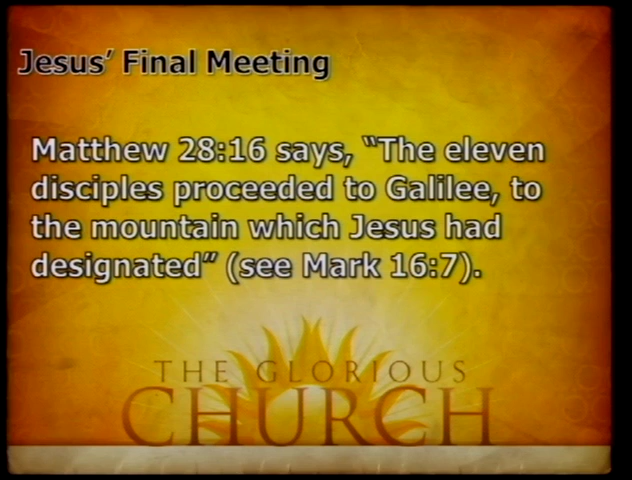 Jesus’ Final Meeting
Matthew 28:16 says, “The eleven
disciples proceeded to Galilee, to
the mountain which Jesus had
designated” (see Mark 16:7).
THE GLORIOUS
CHURCH